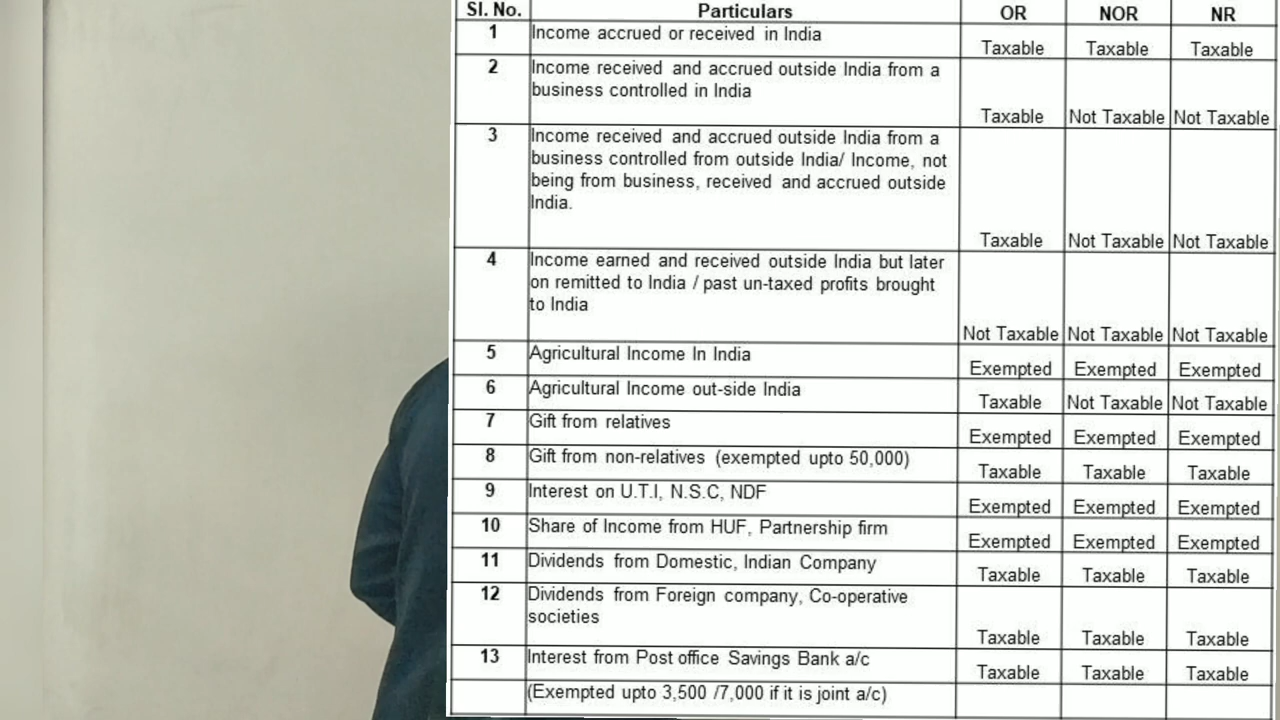 Sl. No. Particulars OR NOR NR
1 Income accrued or received in India Taxable Taxable Taxable
2 Income received and accrued outside India from a
business controlled in India
Taxable Not Taxable Not Taxable
3 Income received and accrued outside India from a
business controlled from outside India/ Income, not
being from business, received and accrued outside
India.
Taxable Not Taxable Not Taxable
4 Income earned and received outside India but later
on remitted to India / past un-taxed profits brought
to India
Not Taxable Not Taxable Not Taxable
5 Agricultural Income In India Exempted Exempted Exempted
6 Agricultural Income out-side India Taxable Not Taxable Not Taxable
7 Gift from relatives Exempted Exempted Exempted
8 Gift from non-relatives (exempted upto 50,000) Taxable Taxable Taxable
9 Interest on U.T.I, N.S.C, NDF Exempted Exempted Exempted
10 Share of Income from HUF, Partnership firm Exempted Exempted Exempted
11 Dividends from Domestic, Indian Company Taxable Taxable Taxable
12 Dividends from Foreign company, Co-operative
societies
Taxable Taxable Taxable
13 Interest from Post office Savings Bank a/c Taxable Taxable Taxable
(Exempted upto 3,500 /7,000 if it is joint a/c)